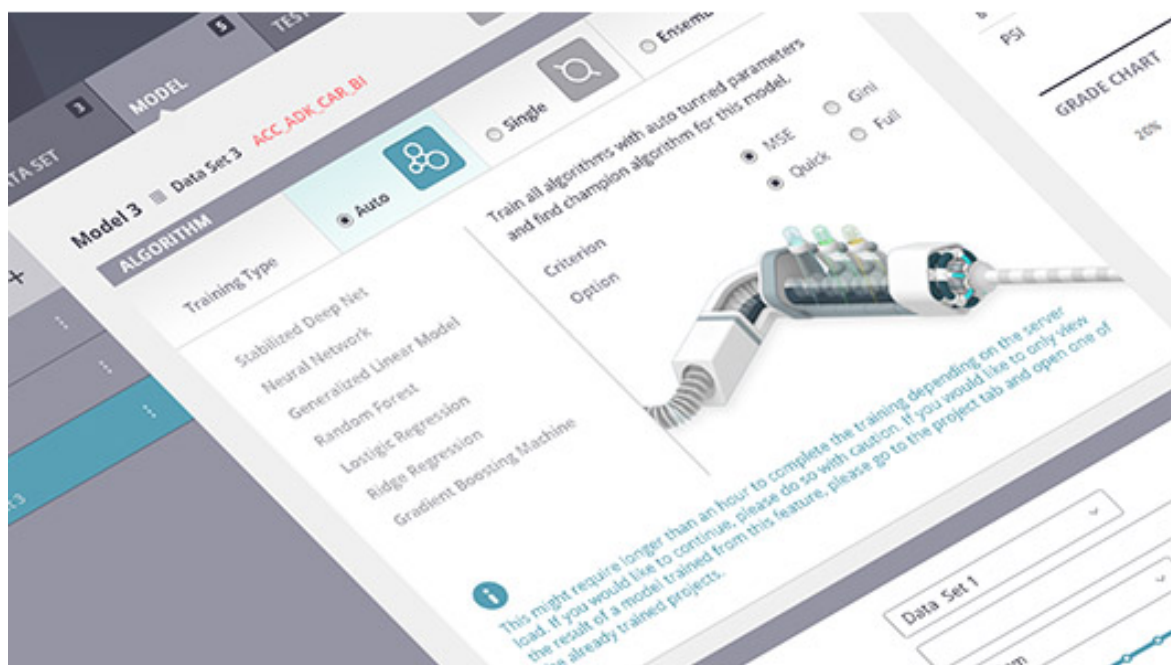 5
TEST
3
MODEL
ATA SET
Model 3 Data Set 3 ACC_ADK_CAR_BI
ALGORITHM
Training Type
Auto
Single
Ensemb
Train all algorithms with auto tunned parameters
and find champion algorithm for this model.
Criterion
MSE
Gini
Option
Quick
Full
Stabilized Deep Net
Neural Network
Generalized Linear Model
Random Forest
Lostigic Regression
Ridge Regression
Gradient Boosting Machine
This might require longer than an hour to complete the training depending on the server
load. If you would like to continue, please do so with caution. If you would like to only view
the result of a model trained from this feature, please go to the project tab and open one of
the already trained projects.
PSI
GRADE CHART
20%
Data Set 1